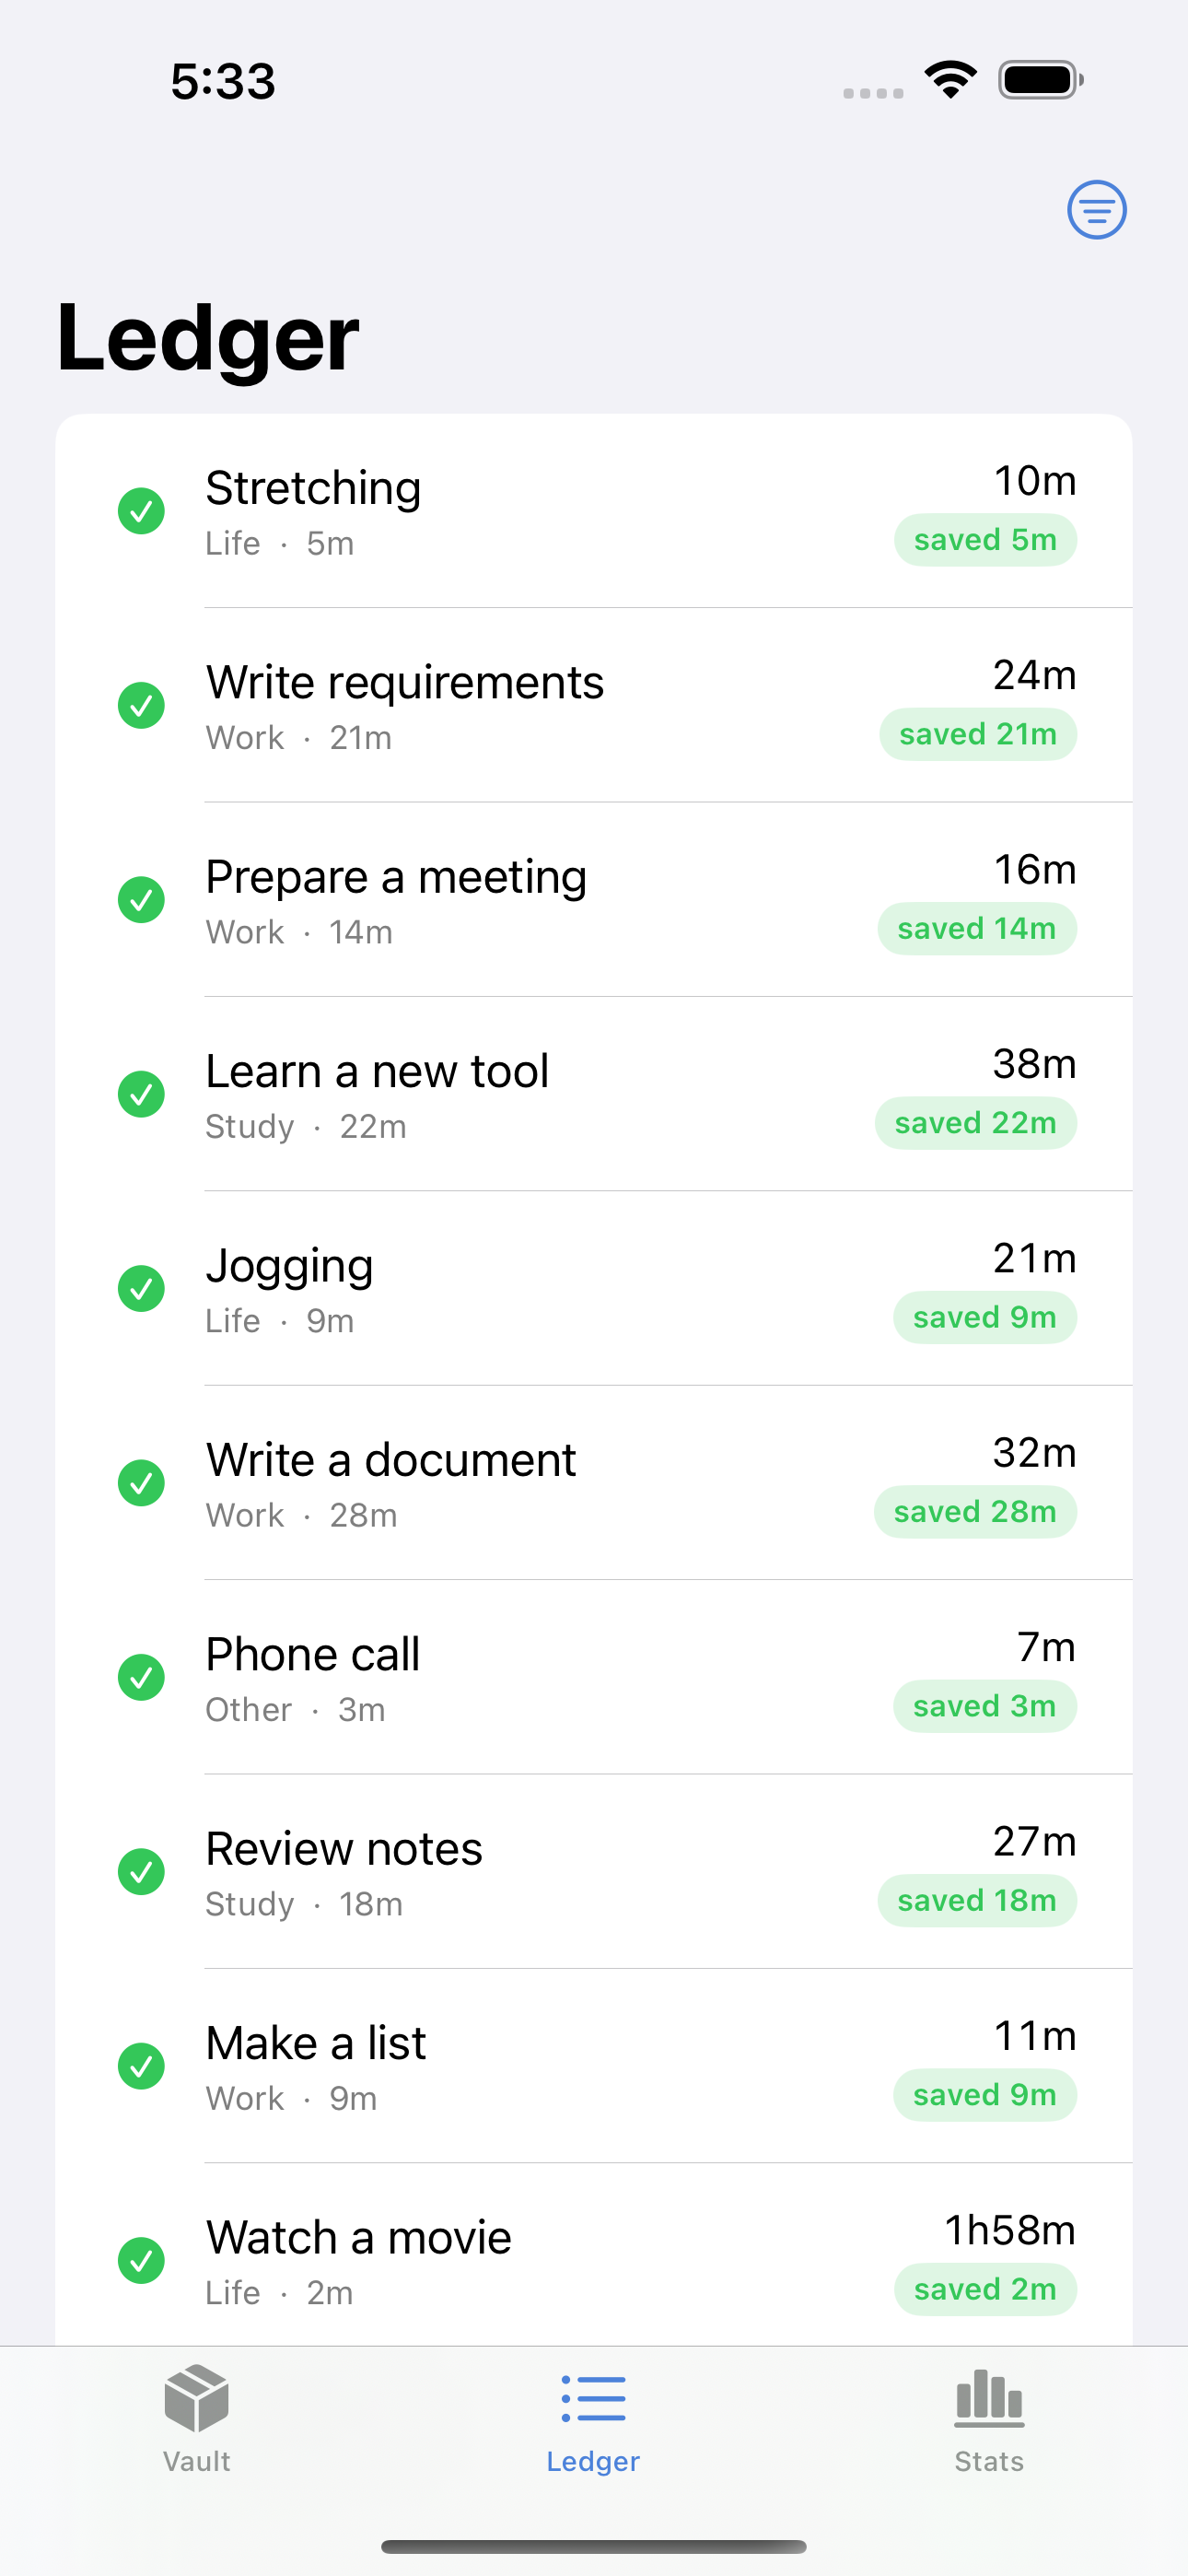 5:33
Ledger
Stretching
10m
Life · 5m
saved 5m
Write requirements
24m
Work · 21m
saved 21m
Prepare a meeting
16m
Work · 14m
saved 14m
Learn a new tool
38m
Study · 22m
saved 22m
Jogging
21m
Life · 9m
saved 9m
Write a document
32m
Work · 28m
saved 28m
Phone call
7m
Other · 3m
saved 3m
Review notes
27m
Study · 18m
saved 18m
Make a list
11m
Work · 9m
saved 9m
Watch a movie
1h58m
Life · 2m
saved 2m
Vault
Ledger
Stats